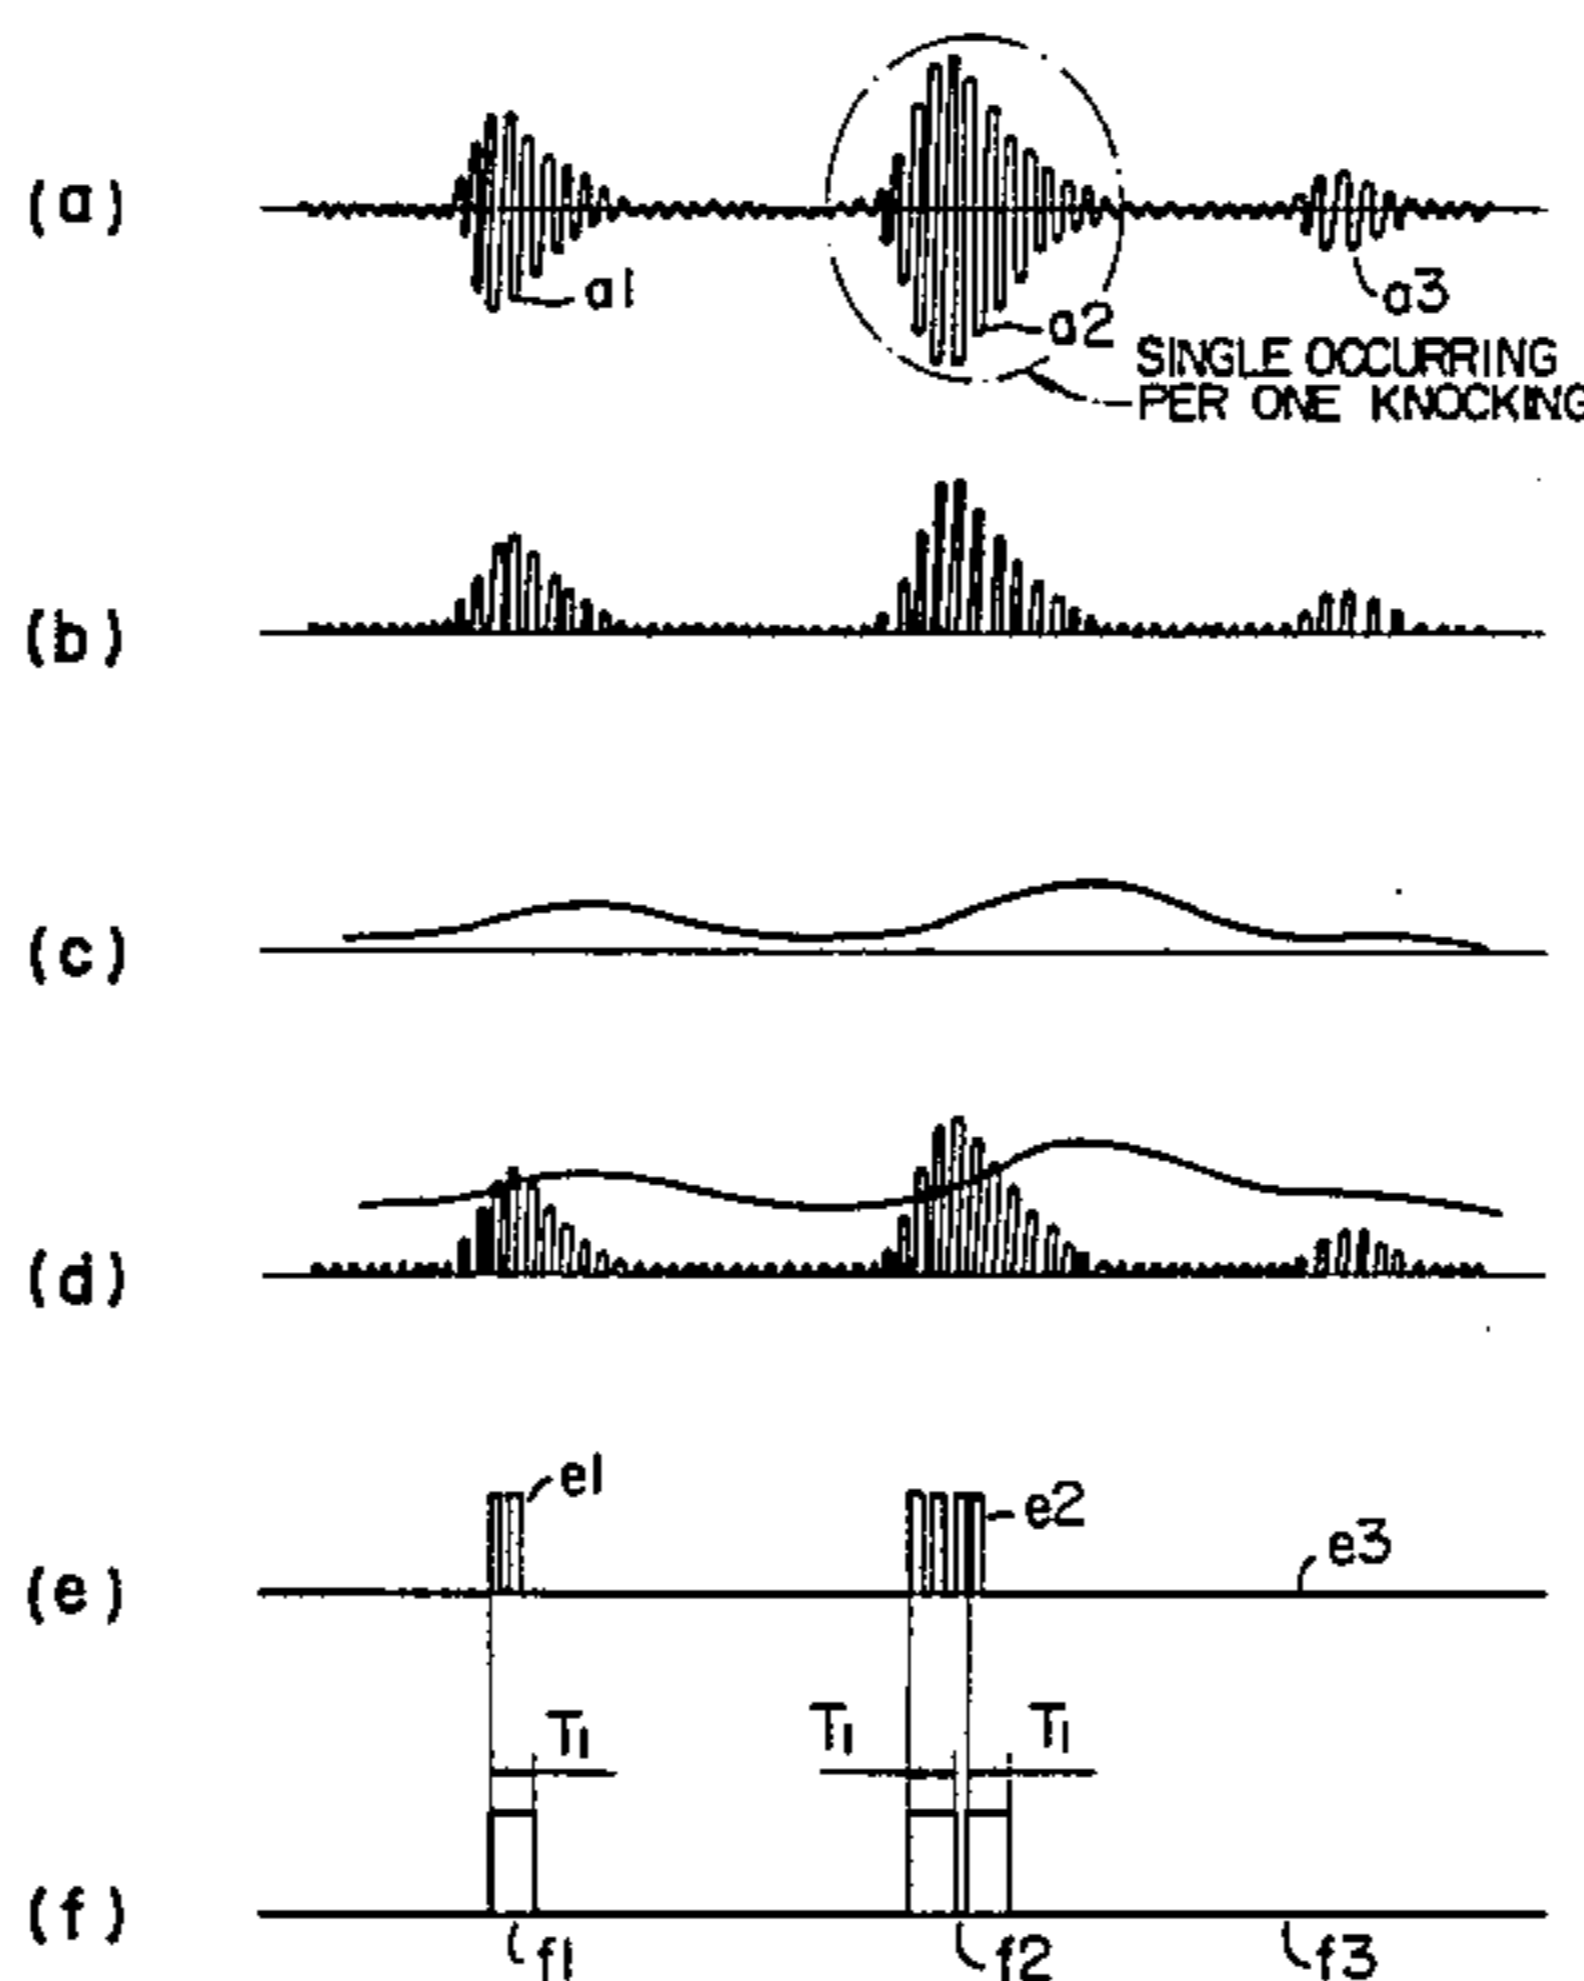 (a)
a1
a2
a3
SINGLE OCCURRING
PER ONE KNOCKING
(b)
(c)
(d)
(e)
e1
e2
e3
T1
T1
T1
(f)
f1
f2
f3